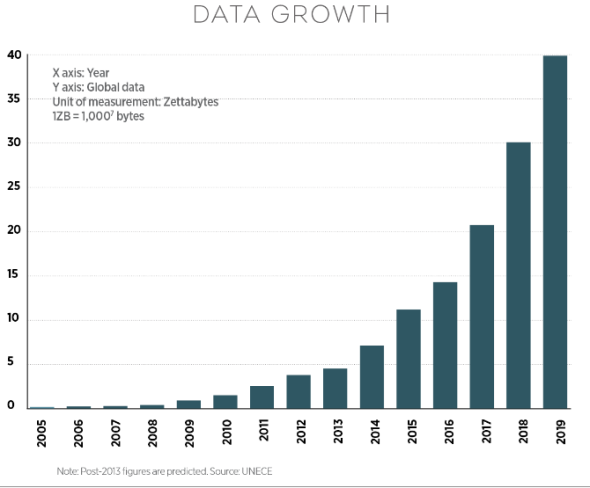 DATA GROWTH
X axis: Year
Y axis: Global data
Unit of measurement: Zettabytes
1ZB = 1,000⁷ bytes
40
35
30
25
20
15
10
5
0
2005 2006 2007 2008 2009 2010 2011 2012 2013 2014 2015 2016 2017 2018 2019
Note: Post-2013 figures are predicted. Source: UNECE